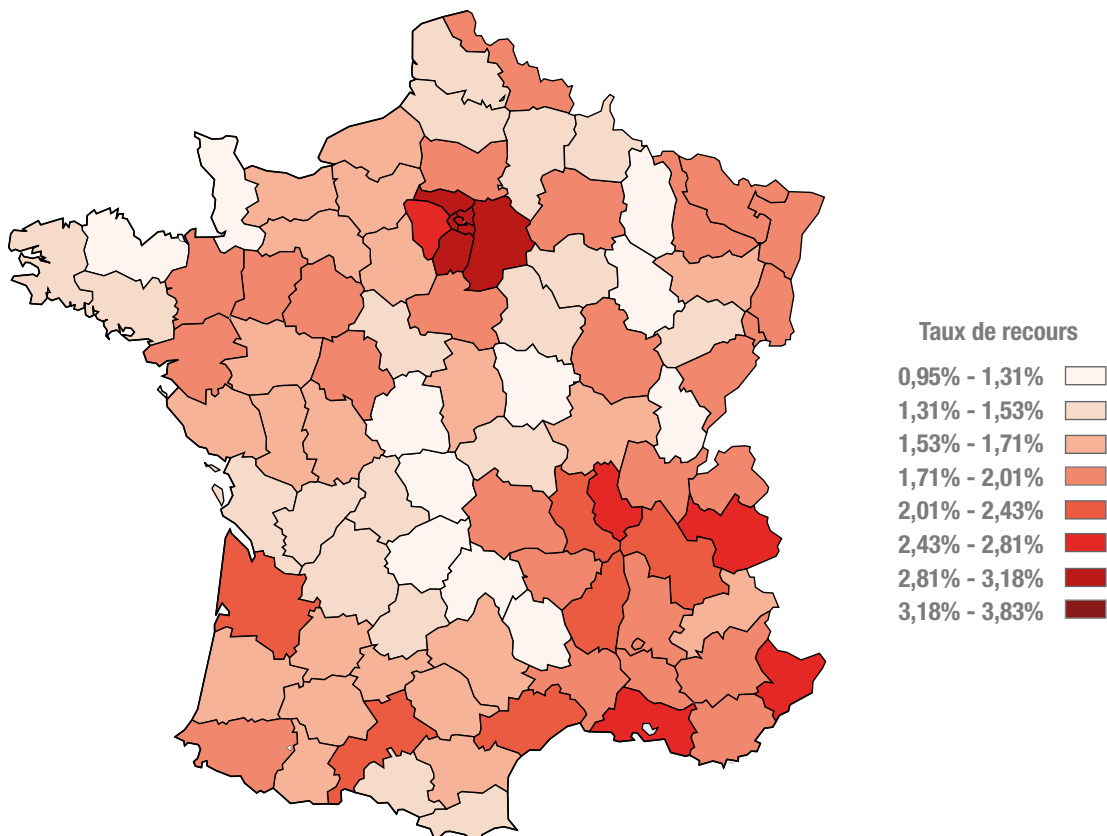 Taux de recours
0,95% - 1,31%
1,31% - 1,53%
1,53% - 1,71%
1,71% - 2,01%
2,01% - 2,43%
2,43% - 2,81%
2,81% - 3,18%
3,18% - 3,83%